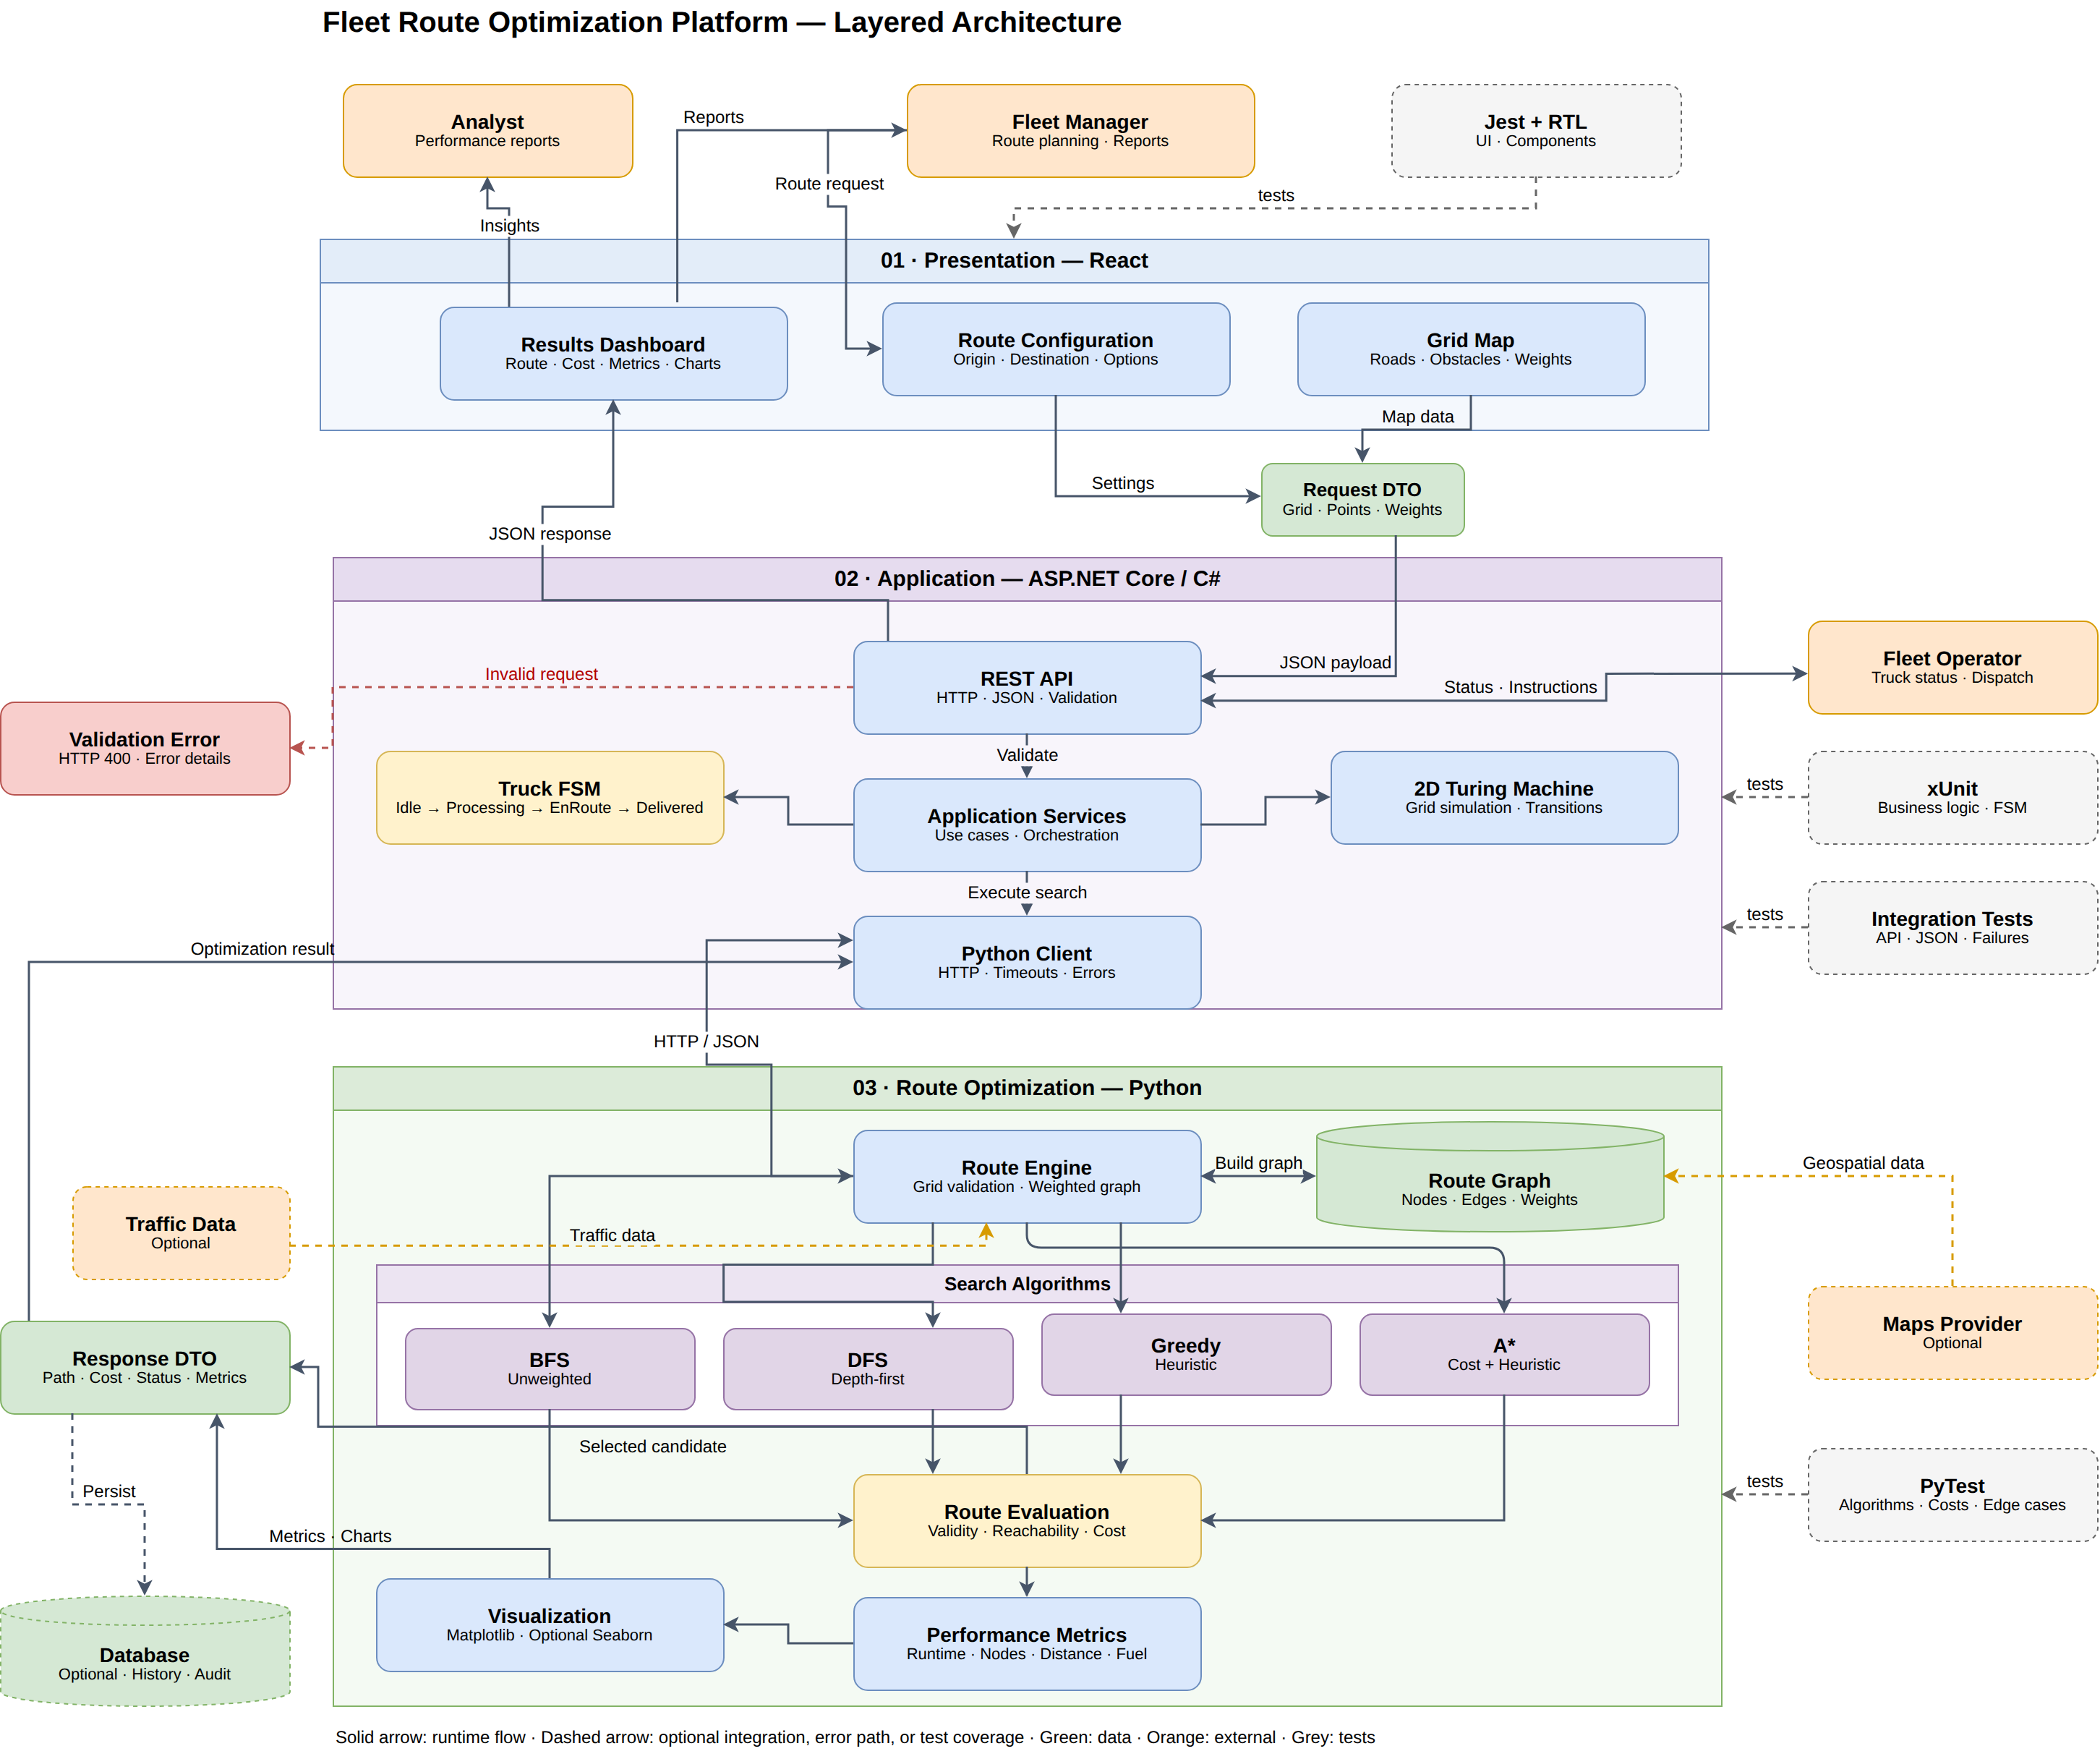 Fleet Route Optimization Platform — Layered Architecture
Analyst
Performance reports
Reports
Fleet Manager
Route planning · Reports
Jest + RTL
UI · Components
Route request
tests
Insights
01 · Presentation — React
Results Dashboard
Route · Cost · Metrics · Charts
Route Configuration
Origin · Destination · Options
Grid Map
Roads · Obstacles · Weights
Map data
Settings
Request DTO
Grid · Points · Weights
JSON response
02 · Application — ASP.NET Core / C#
REST API
HTTP · JSON · Validation
Invalid request
JSON payload
Status · Instructions
Fleet Operator
Truck status · Dispatch
Validation Error
HTTP 400 · Error details
Validate
Truck FSM
Idle → Processing → EnRoute → Delivered
Application Services
Use cases · Orchestration
2D Turing Machine
Grid simulation · Transitions
tests
xUnit
Business logic · FSM
Execute search
tests
Integration Tests
API · JSON · Failures
Optimization result
Python Client
HTTP · Timeouts · Errors
HTTP / JSON
03 · Route Optimization — Python
Route Engine
Grid validation · Weighted graph
Build graph
Route Graph
Nodes · Edges · Weights
Geospatial data
Traffic Data
Optional
Traffic data
Search Algorithms
Maps Provider
Optional
BFS
Unweighted
DFS
Depth-first
Greedy
Heuristic
A*
Cost + Heuristic
Response DTO
Path · Cost · Status · Metrics
Selected candidate
Persist
Metrics · Charts
Route Evaluation
Validity · Reachability · Cost
tests
PyTest
Algorithms · Costs · Edge cases
Visualization
Matplotlib · Optional Seaborn
Performance Metrics
Runtime · Nodes · Distance · Fuel
Database
Optional · History · Audit
Solid arrow: runtime flow · Dashed arrow: optional integration, error path, or test coverage · Green: data · Orange: external · Grey: tests